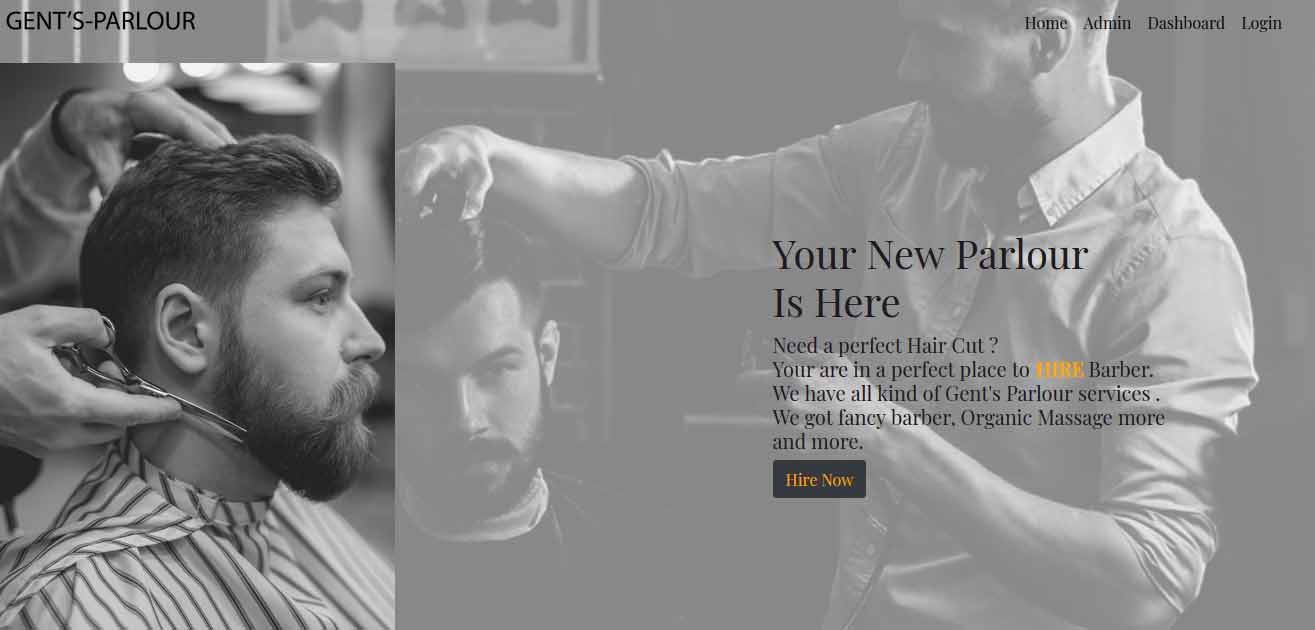 GENT'S-PARLOUR
Home Admin Dashboard Login
Your New Parlour
Is Here
Need a perfect Hair Cut ?
Your are in a perfect place to HIRE Barber.
We have all kind of Gent's Parlour services .
We got fancy barber, Organic Massage more
and more.
Hire Now